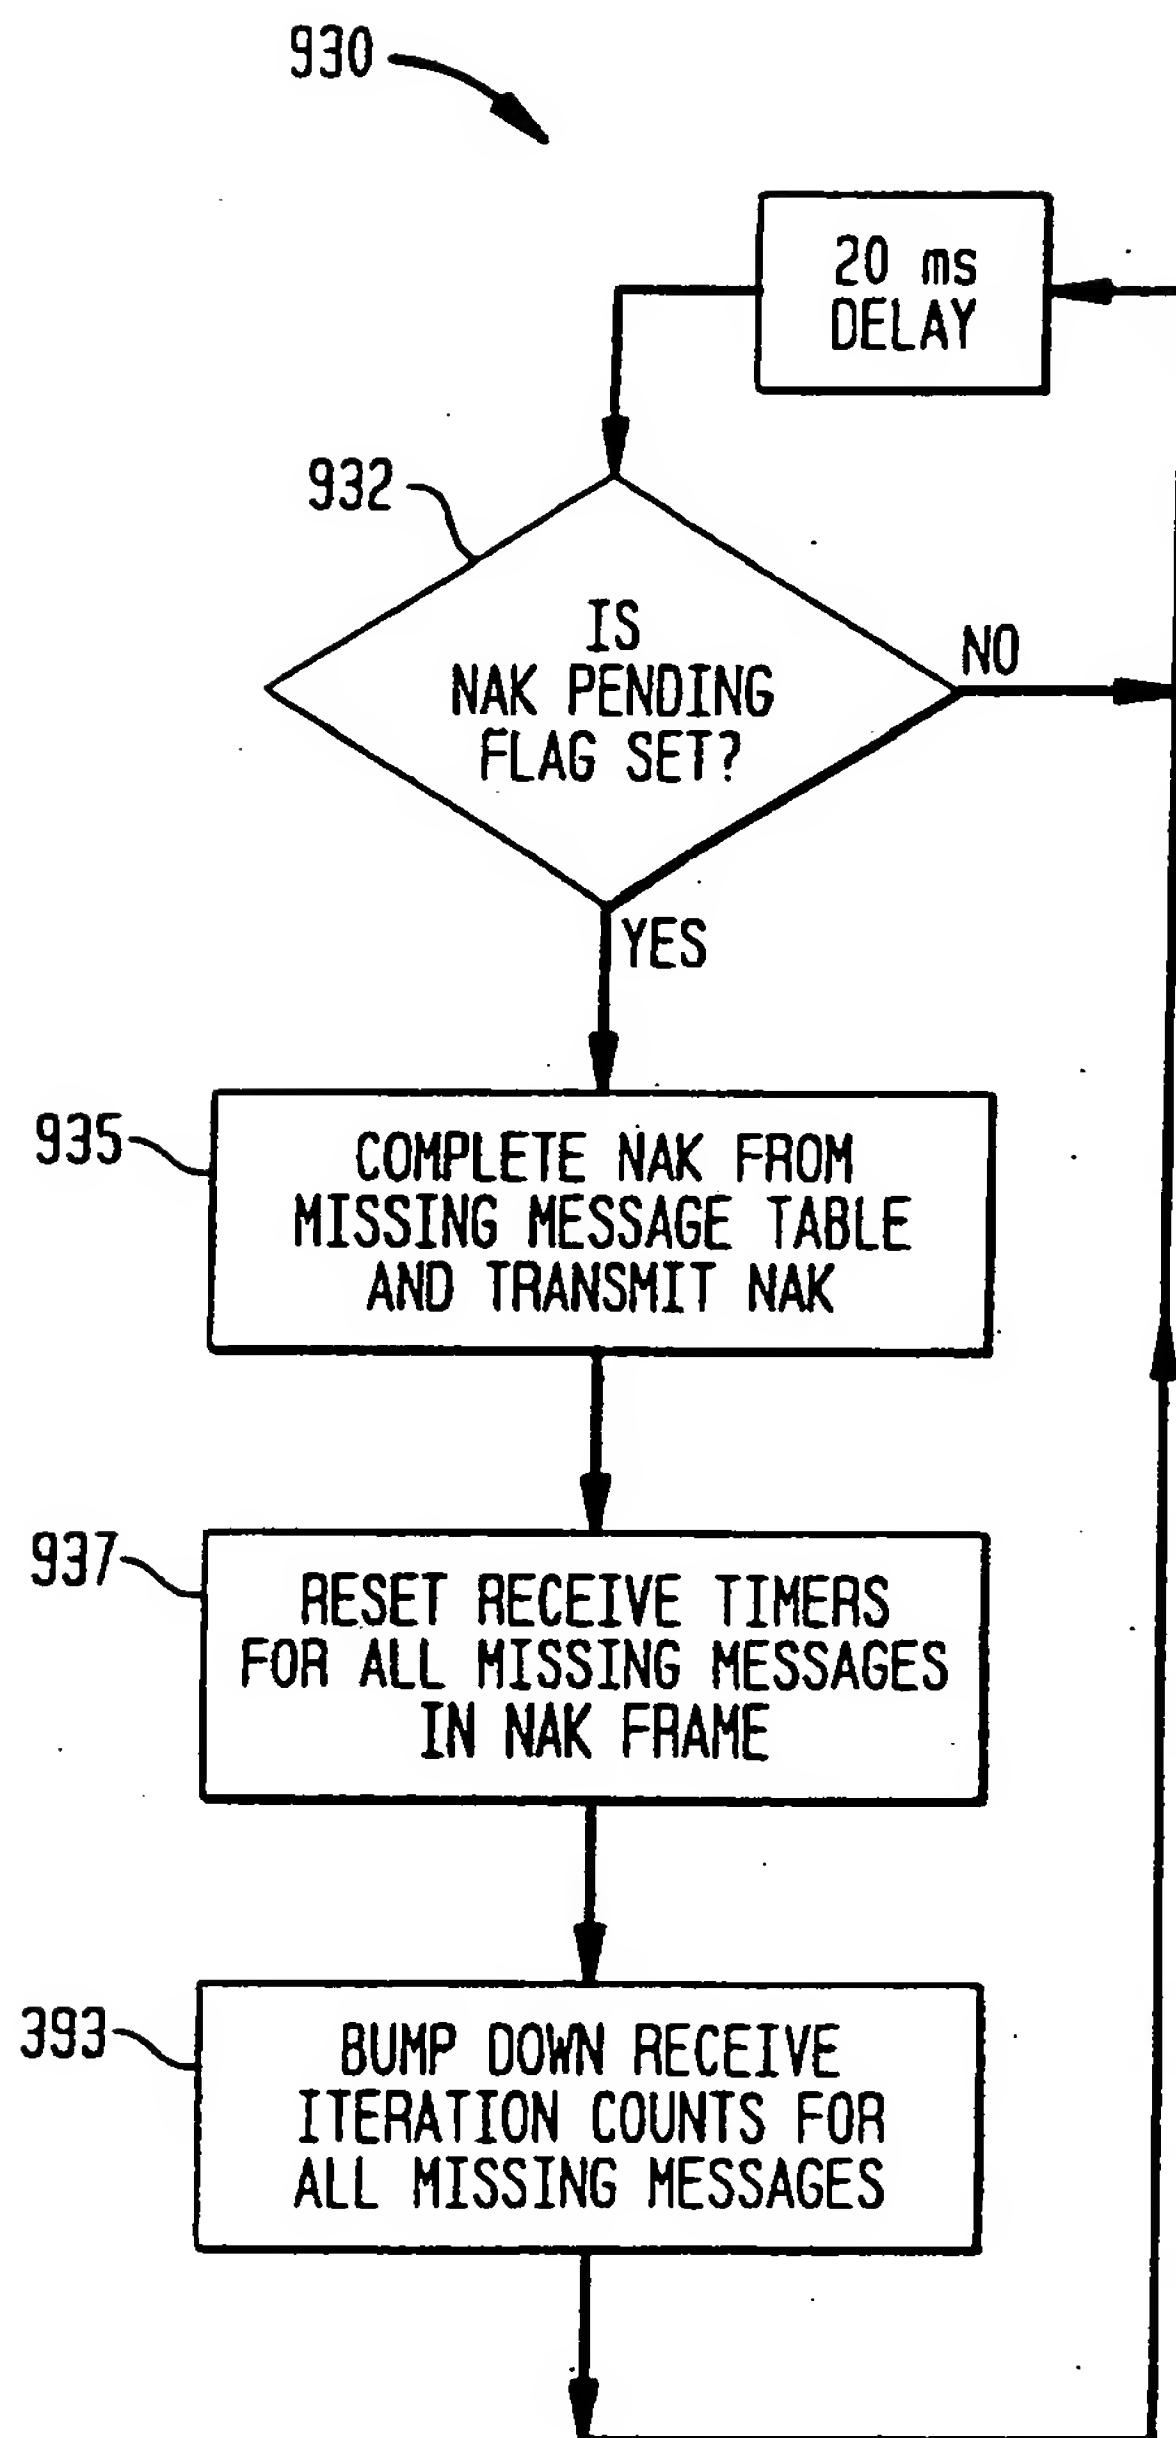 930
20 ms
DELAY
932
IS
NAK PENDING
FLAG SET?
NO
YES
935
COMPLETE NAK FROM
MISSING MESSAGE TABLE
AND TRANSMIT NAK
937
RESET RECEIVE TIMERS
FOR ALL MISSING MESSAGES
IN NAK FRAME
393
BUMP DOWN RECEIVE
ITERATION COUNTS FOR
ALL MISSING MESSAGES